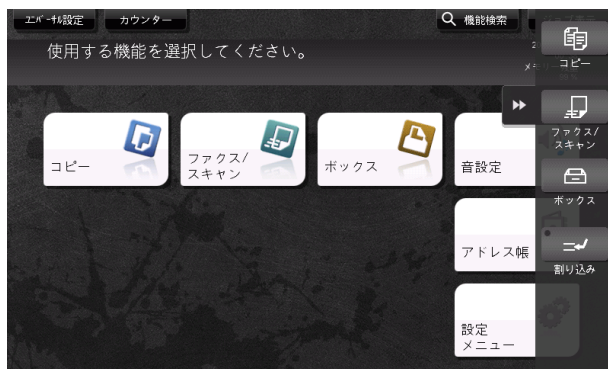 ﾕﾆﾊﾞｰｻﾙ設定
カウンター
機能検索
使用する機能を選択してください。
コピー
ファクス/
スキャン
ボックス
音設定
アドレス帳
設定
メニュー
コピー
ファクス/
スキャン
ボックス
割り込み